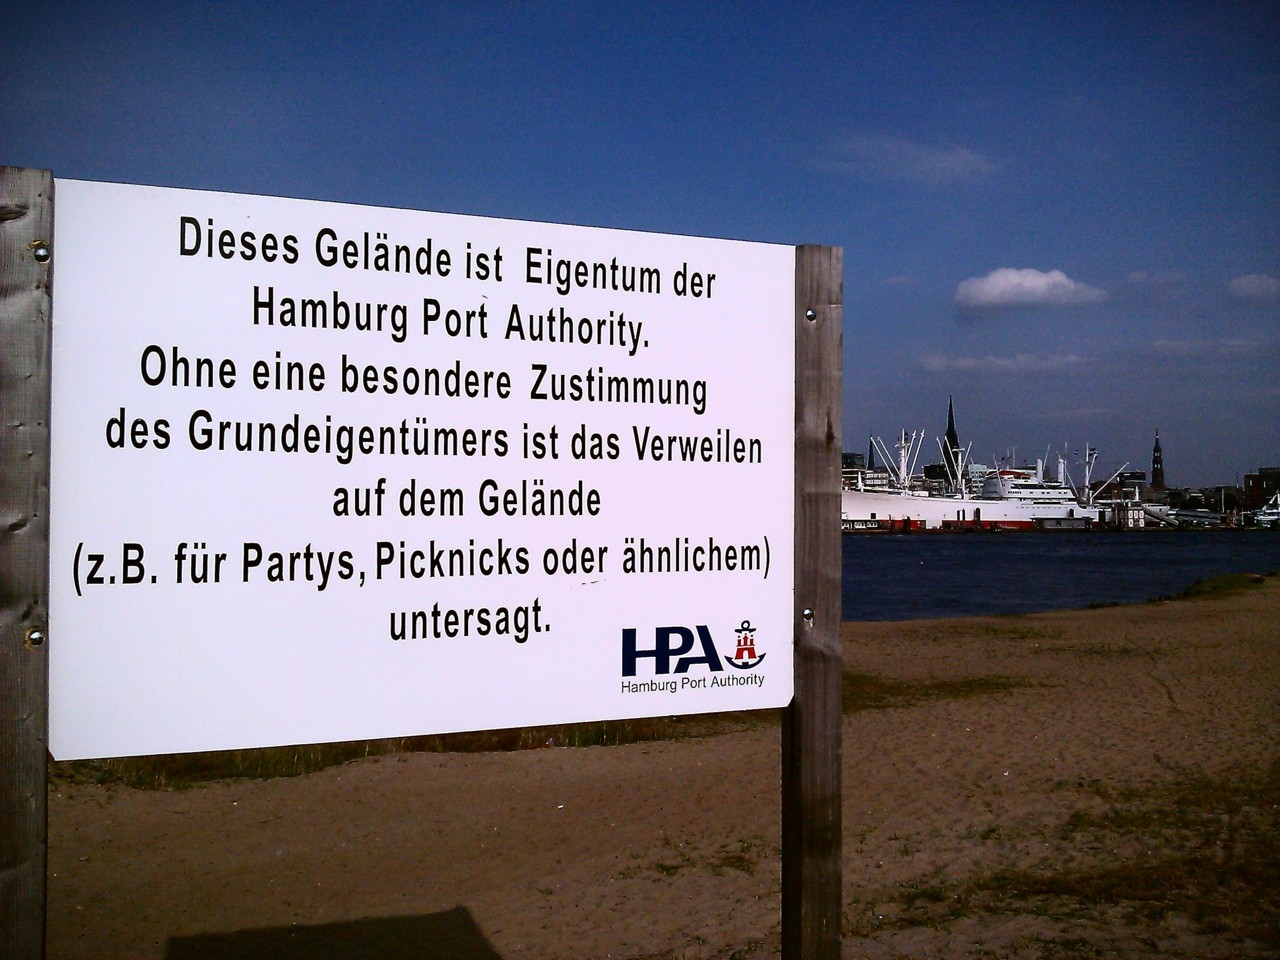 Dieses Gelände ist Eigentum der
Hamburg Port Authority.
Ohne eine besondere Zustimmung
des Grundeigentümers ist das Verweilen
auf dem Gelände
(z.B. für Partys, Picknicks oder ähnlichem)
untersagt.
HPA
Hamburg Port Authority